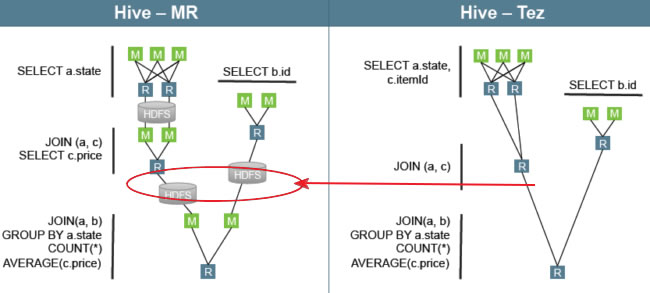 Hive – MR
SELECT a.state
M M M
R R
HDFS
M M
R
HDFS
JOIN (a, c)
SELECT c.price
SELECT b.id
M M
R
HDFS
M M
R
JOIN(a, b)
GROUP BY a.state
COUNT(*)
AVERAGE(c.price)
Hive – Tez
SELECT a.state,
c.itemId
M M M
R R
JOIN (a, c)
R
SELECT b.id
M M
R
JOIN(a, b)
GROUP BY a.state
COUNT(*)
AVERAGE(c.price)
R